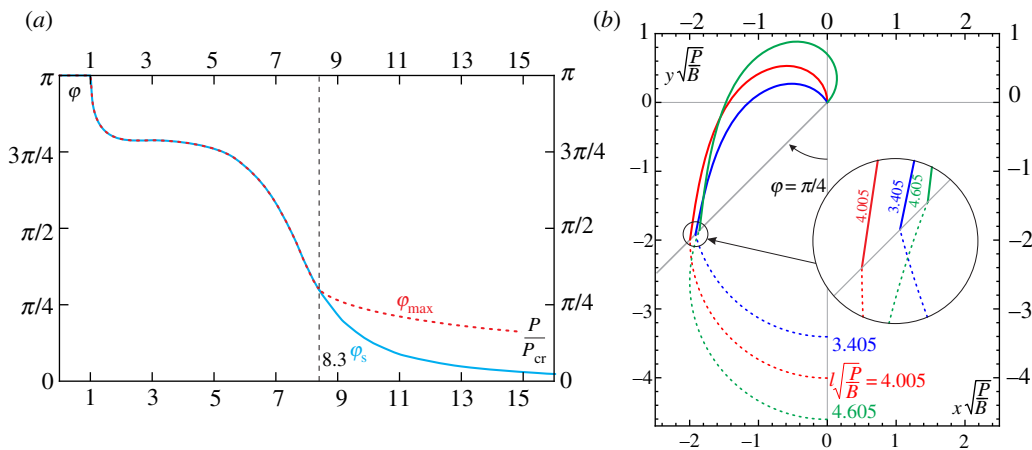 (a)
1 3 5 7 9 11 13 15
π π
φ
3π/4 3π/4
π/2 π/2
π/4 π/4
φmax
P/Pcr
φs
8.3
0 0
1 3 5 7 9 11 13 15
(b)
−2 −1 0 1 2
1 1
y√P/B
0 0
−1 −1
φ = π/4
4.005
3.405
4.605
−2 −2
−3 −3
3.405
l√P/B = 4.005
−4 −4
4.605
x√P/B
−2 −1 0 1 2